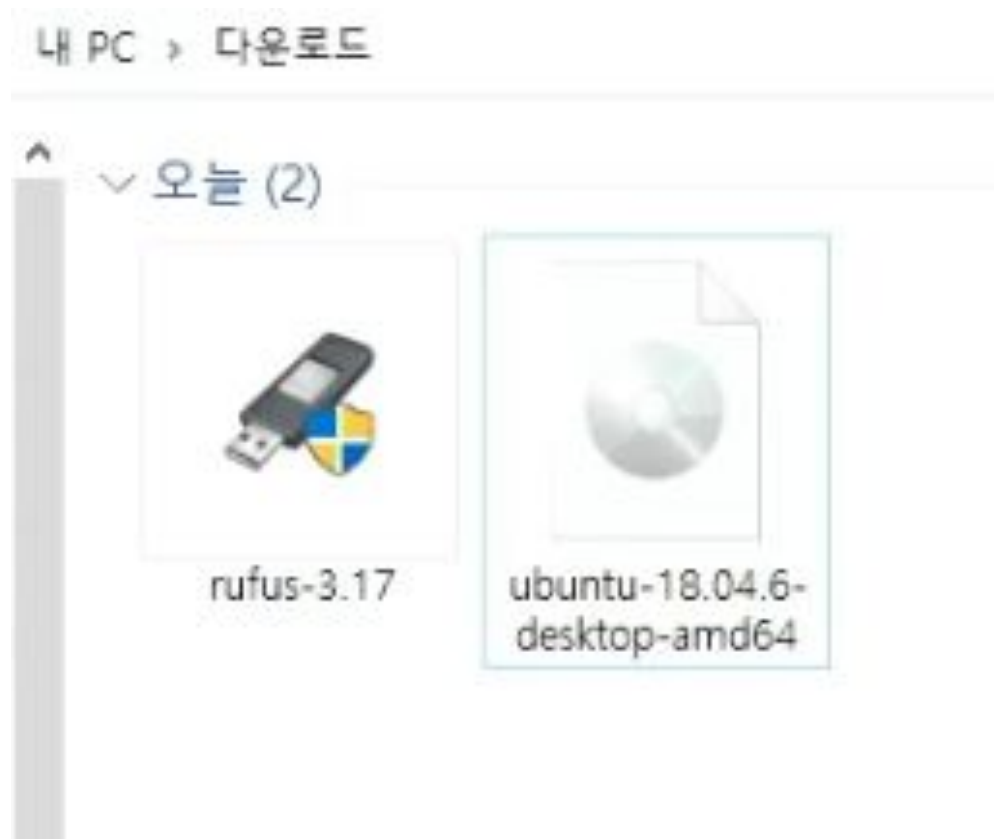 내 PC > 다운로드
오늘 (2)
rufus-3.17
ubuntu-18.04.6-
desktop-amd64